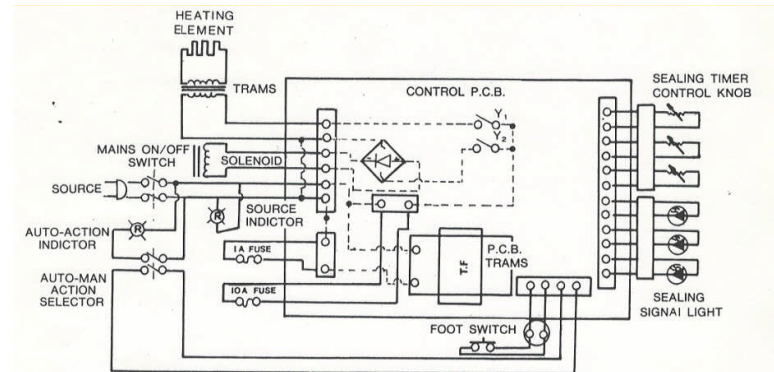 HEATING
ELEMENT
TRAMS
CONTROL P.C.B.
SEALING TIMER
CONTROL KNOB
Y1
Y2
MAINS ON/OFF
SWITCH
SOLENOID
SOURCE
SOURCE
INDICTOR
R
R
AUTO-ACTION
INDICTOR
1A FUSE
P.C.B.
TRAMS
T.F
AUTO-MAN
ACTION
SELECTOR
10A FUSE
SEALING
SIGNAl LIGHT
FOOT SWITCH